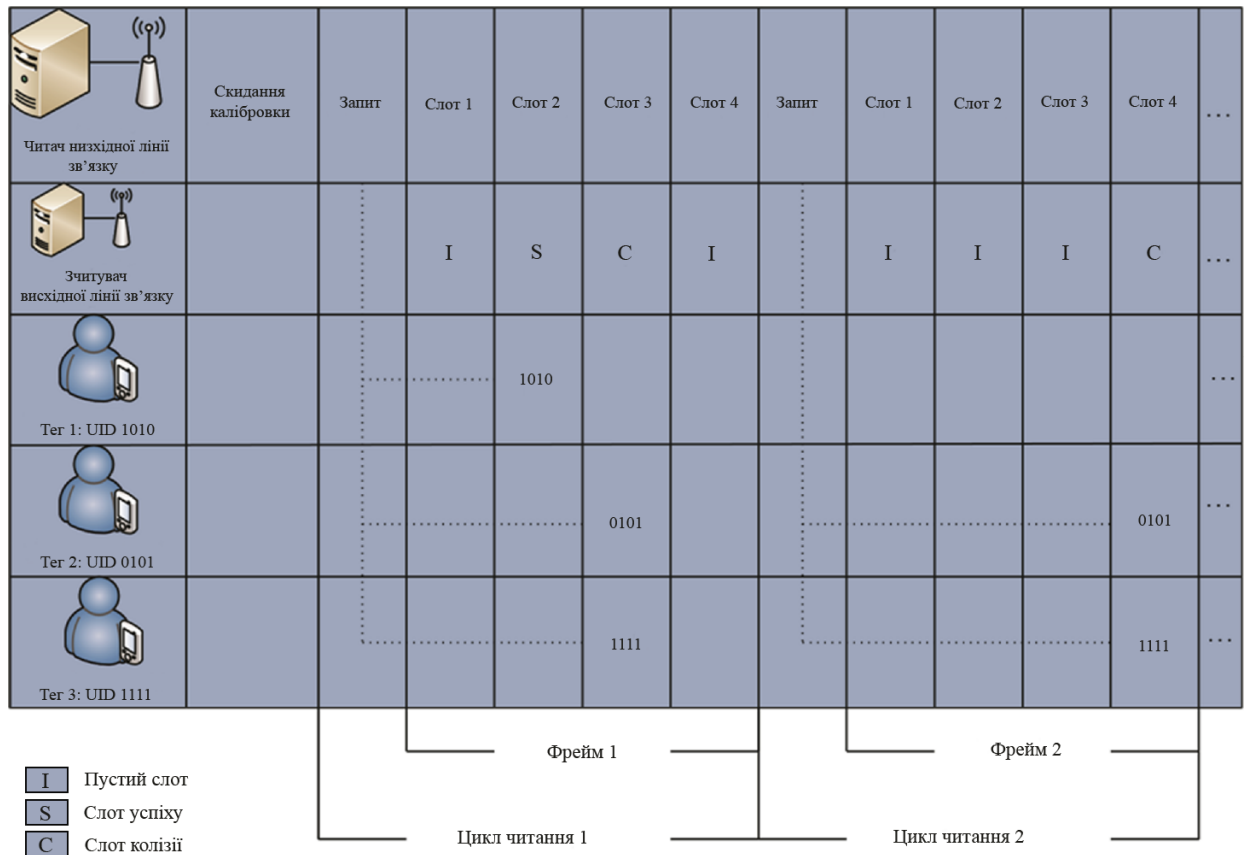 Скидання
калібровки
Запит
Слот 1
Слот 2
Слот 3
Слот 4
Запит
Слот 1
Слот 2
Слот 3
Слот 4
...
Читач низхідної лінії
зв’язку
I
S
C
I
I
I
I
C
...
Зчитувач
висхідної лінії зв’язку
1010
...
Тег 1: UID 1010
0101
0101
...
Тег 2: UID 0101
1111
1111
...
Тег 3: UID 1111
Фрейм 1
Фрейм 2
I Пустий слот
S Слот успіху
C Слот колізії
Цикл читання 1
Цикл читання 2